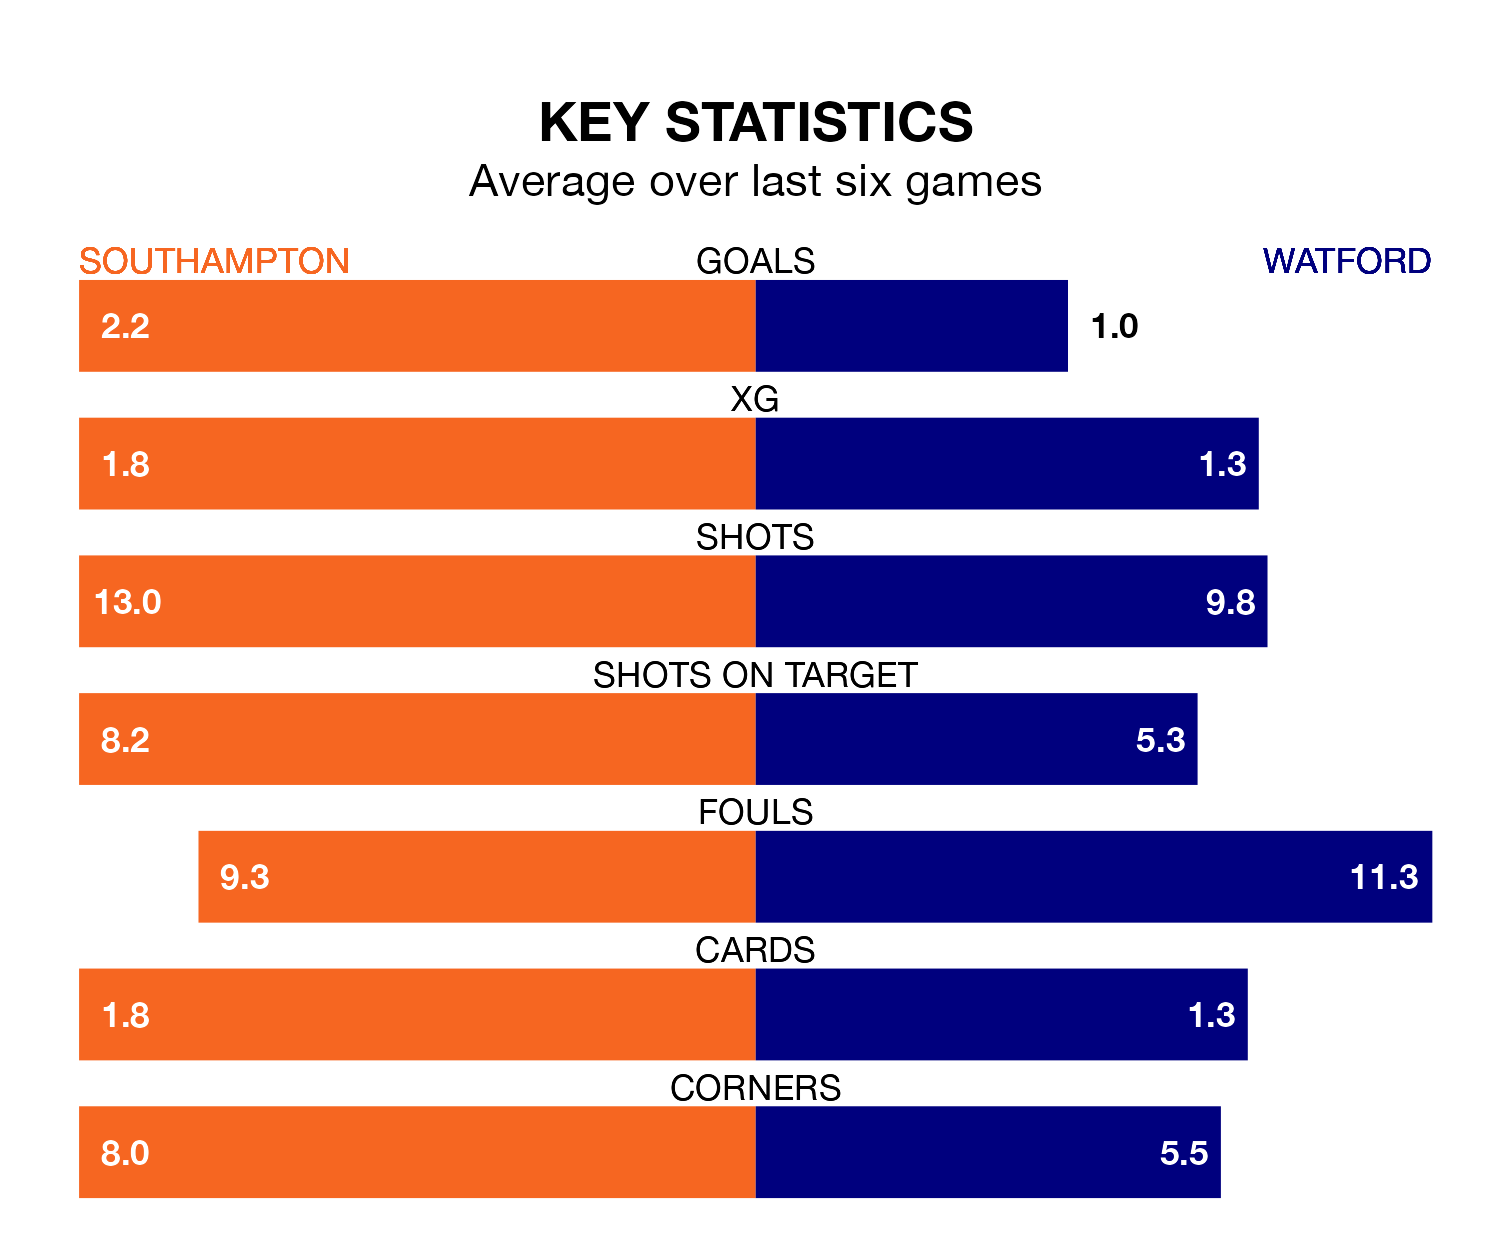 KEY STATISTICS
Average over last six games
SOUTHAMPTON GOALS WATFORD
2.2 1.0
XG
1.8 1.3
SHOTS
13.0 9.8
SHOTS ON TARGET
8.2 5.3
FOULS
9.3 11.3
CARDS
1.8 1.3
CORNERS
8.0 5.5